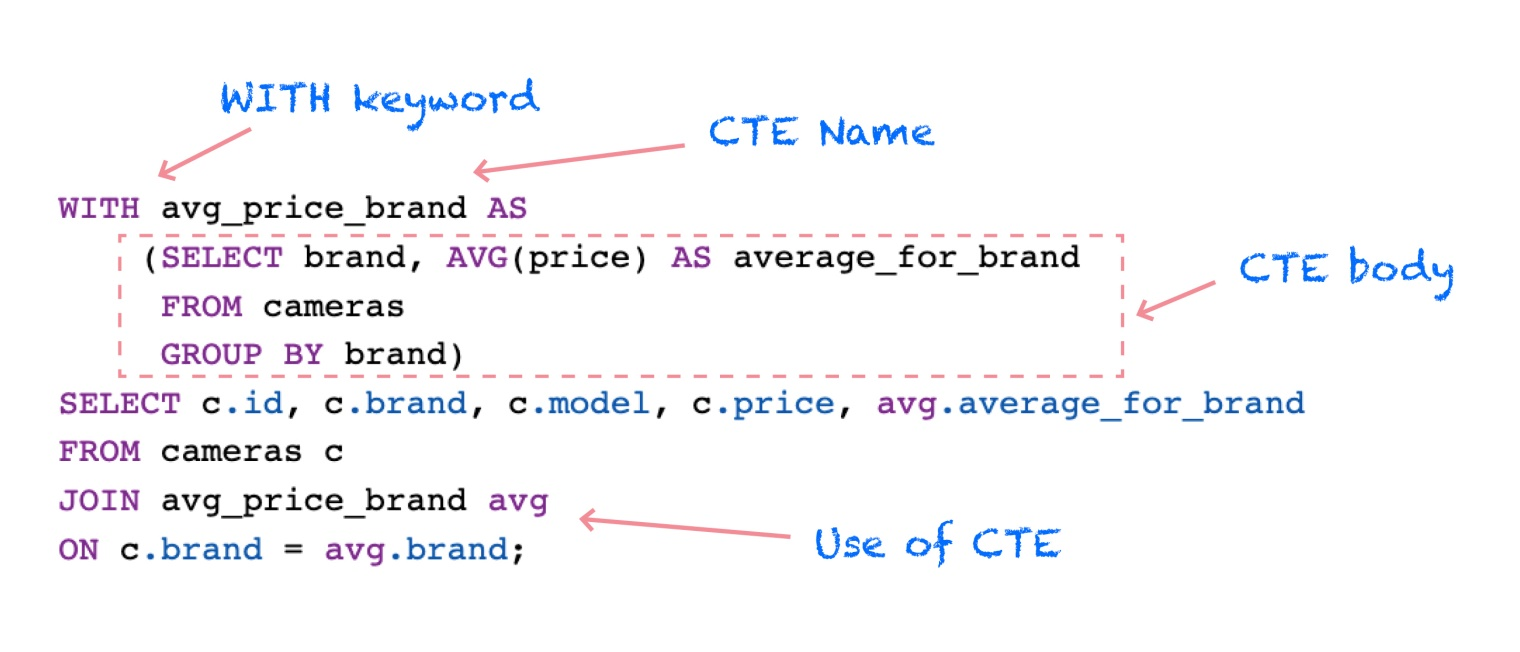 WITH keyword
CTE Name
WITH avg_price_brand AS
(SELECT brand, AVG(price) AS average_for_brand
CTE body
FROM cameras
GROUP BY brand)
SELECT c.id, c.brand, c.model, c.price, avg.average_for_brand
FROM cameras c
JOIN avg_price_brand avg
Use of CTE
ON c.brand = avg.brand;